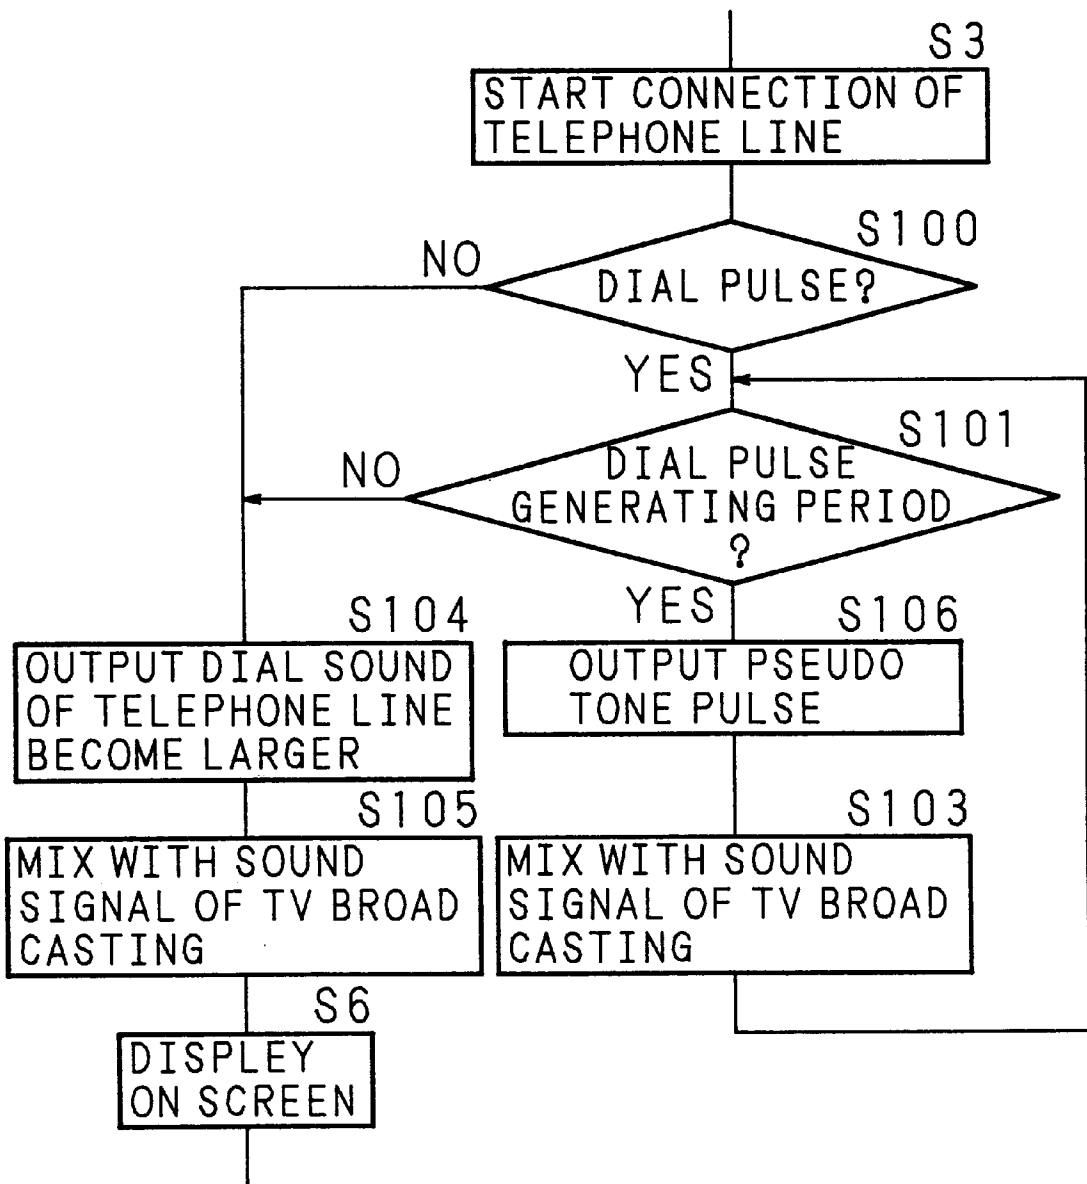 S3
START CONNECTION OF
TELEPHONE LINE
S100
NO
DIAL PULSE?
YES
S101
NO
DIAL PULSE
GENERATING PERIOD
?
YES
S104
OUTPUT DIAL SOUND
OF TELEPHONE LINE
BECOME LARGER
S106
OUTPUT PSEUDO
TONE PULSE
S105
MIX WITH SOUND
SIGNAL OF TV BROAD
CASTING
S103
MIX WITH SOUND
SIGNAL OF TV BROAD
CASTING
S6
DISPLEY
ON SCREEN